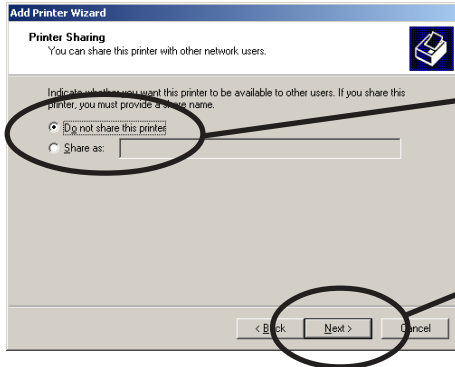 Add Printer Wizard
Printer Sharing
You can share this printer with other network users.
Indicate whether you want this printer to be available to other users. If you share this
printer, you must provide a share name.
Do not share this printer
Share as:
< Back
Next >
Cancel